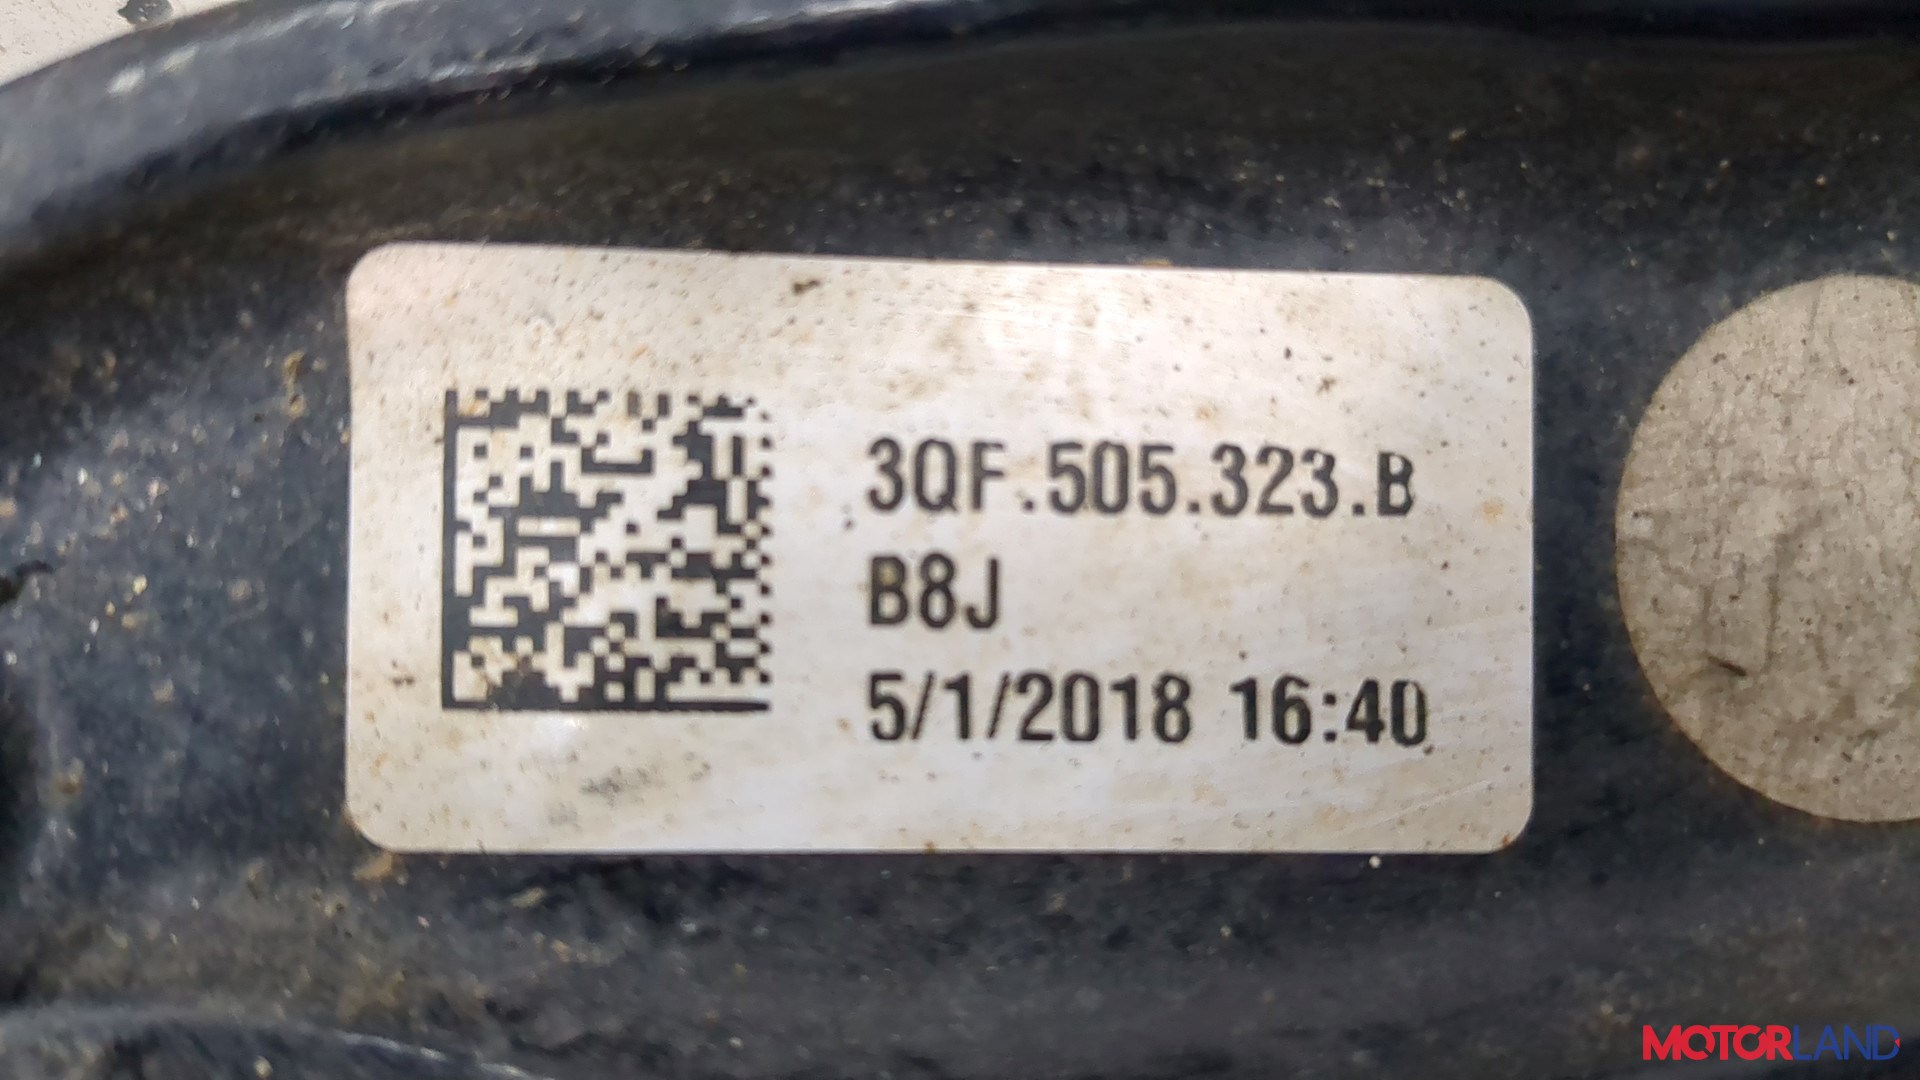 3QF.505.323.B
B8J
5/1/2018 16:40
MOTORLAND